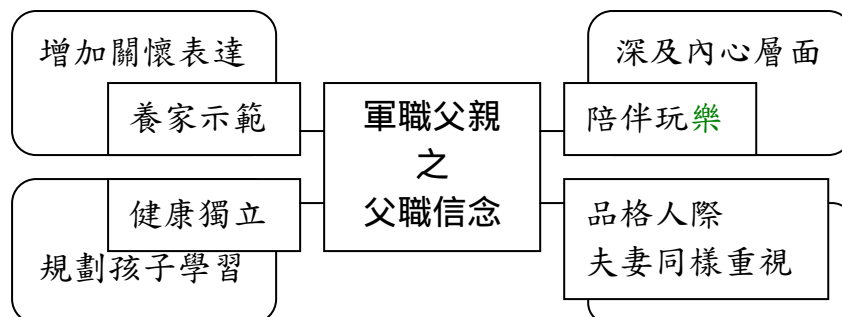 增加關懷表達
養家示範
軍職父親
之
父職信念
深及內心層面
陪伴玩樂
健康獨立
規劃孩子學習
品格人際
夫妻同樣重視